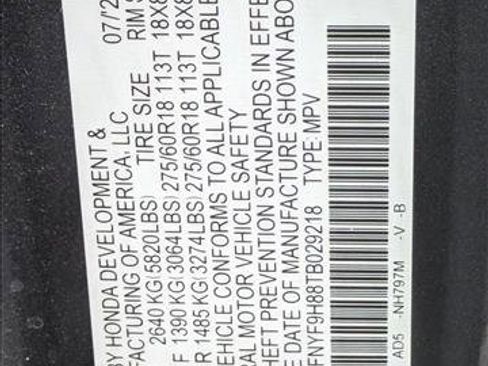 BY HONDA DEVELOPMENT & 07/2
FACTURING OF AMERICA, LLC
2640 KG(5820LBS) TIRE SIZE RIM S
F 1390 KG(3064LBS) 275/60R18 113T 18X8
R 1485 KG(3274LBS) 275/60R18 113T 18X8
EHICLE CONFORMS TO ALL APPLICABLE
RAL MOTOR VEHICLE SAFETY
HEFT PREVENTION STANDARDS IN EFFE
E DATE OF MANUFACTURE SHOWN ABO
FNYF9H88TB029218 TYPE: MPV
AD5 -NH797M -V -B